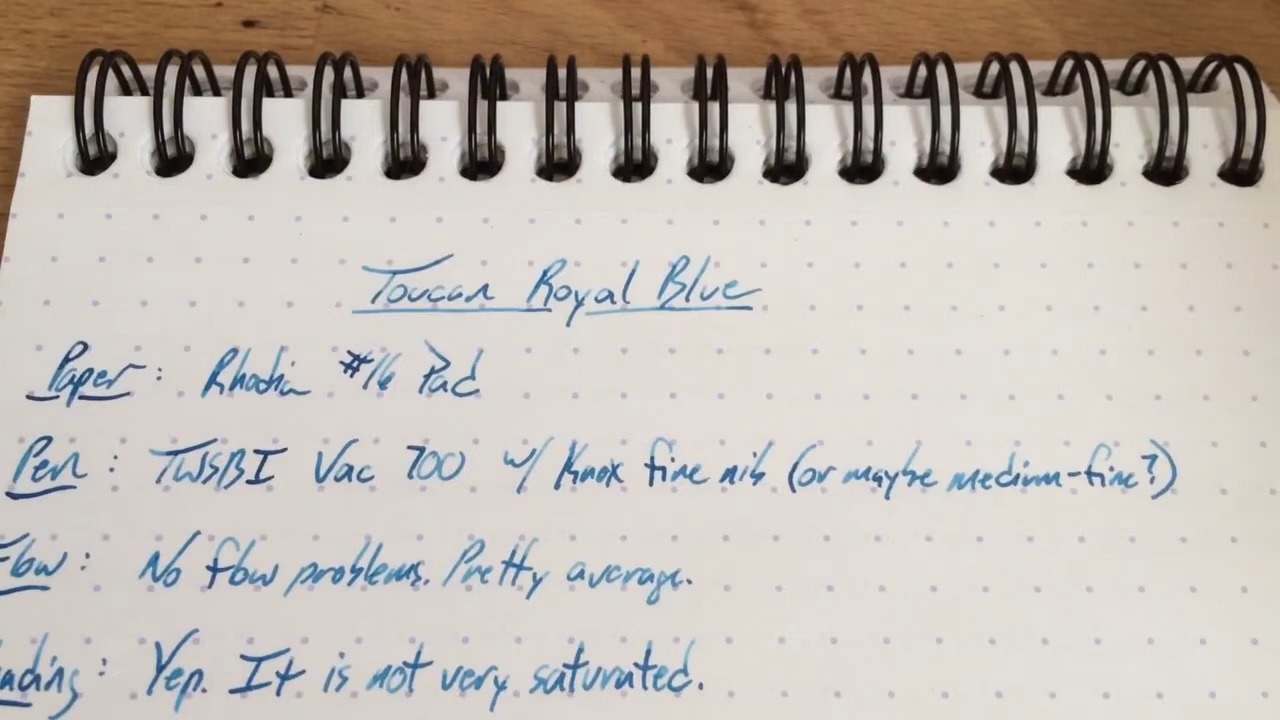 Toucan Royal Blue
Paper: Rhodia #16 Pad
Pen: TWSBI Vac 700 w/ Knox fine nib (or maybe medium-fine?)
Flow: No flow problems. Pretty average.
ading: Yep. It is not very saturated.